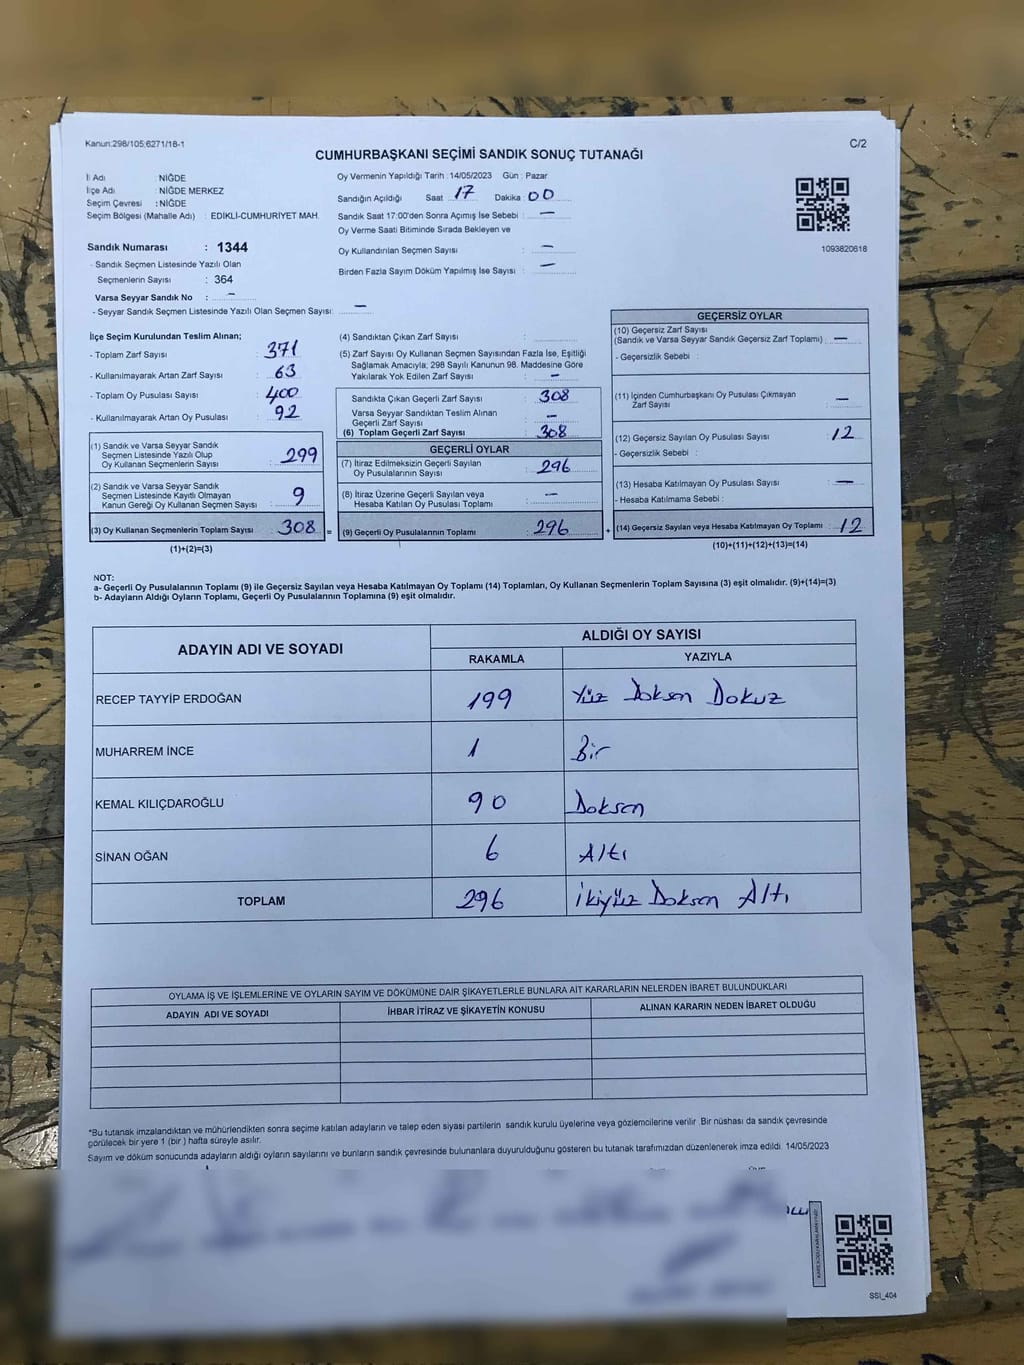 Kanun:298/105;6271/18-1
C/2
CUMHURBAŞKANI SEÇİMİ SANDIK SONUÇ TUTANAĞI
İl Adı : NİĞDE
İlçe Adı : NİĞDE MERKEZ
Seçim Çevresi : NİĞDE
Seçim Bölgesi (Mahalle Adı) : EDİKLİ-CUMHURİYET MAH.
Sandık Numarası : 1344
- Sandık Seçmen Listesinde Yazılı Olan
Seçmenlerin Sayısı : 364
Varsa Seyyar Sandık No : –
- Seyyar Sandık Seçmen Listesinde Yazılı Olan Seçmen Sayısı: –
Oy Vermenin Yapıldığı Tarih : 14/05/2023 Gün : Pazar
Sandığın Açıldığı Saat 17 Dakika 00
Sandık Saat 17:00'den Sonra Açımış İse Sebebi : –
Oy Verme Saati Bitiminde Sırada Bekleyen ve
Oy Kullandırılan Seçmen Sayısı : –
Birden Fazla Sayım Döküm Yapılmış İse Sayısı : –
1093820618
İlçe Seçim Kurulundan Teslim Alınan;
- Toplam Zarf Sayısı : 371
- Kullanılmayarak Artan Zarf Sayısı : 63
- Toplam Oy Pusulası Sayısı : 400
- Kullanılmayarak Artan Oy Pusulası : 92
(1) Sandık ve Varsa Seyyar Sandık
Seçmen Listesinde Yazılı Olup
Oy Kullanan Seçmenlerin Sayısı : 299
(2) Sandık ve Varsa Seyyar Sandık
Seçmen Listesinde Kayıtlı Olmayan
Kanun Gereği Oy Kullanan Seçmen Sayısı : 9
(3) Oy Kullanan Seçmenlerin Toplam Sayısı : 308 =
(1)+(2)=(3)
(4) Sandıktan Çıkan Zarf Sayısı :
(5) Zarf Sayısı Oy Kullanan Seçmen Sayısından Fazla İse, Eşitliği
Sağlamak Amacıyla; 298 Sayılı Kanunun 98. Maddesine Göre
Yakılarak Yok Edilen Zarf Sayısı : –
Sandıkta Çıkan Geçerli Zarf Sayısı : 308
Varsa Seyyar Sandıktan Teslim Alınan
Geçerli Zarf Sayısı : –
(6) Toplam Geçerli Zarf Sayısı : 308
GEÇERLİ OYLAR
(7) İtiraz Edilmeksizin Geçerli Sayılan
Oy Pusulalarının Sayısı : 296
(8) İtiraz Üzerine Geçerli Sayılan veya
Hesaba Katılan Oy Pusulası Toplamı : –
(9) Geçerli Oy Pusulalarının Toplamı : 296 +
GEÇERSİZ OYLAR
(10) Geçersiz Zarf Sayısı
(Sandık ve Varsa Seyyar Sandık Geçersiz Zarf Toplamı) : –
- Geçersizlik Sebebi :
(11) İçinden Cumhurbaşkanı Oy Pusulası Çıkmayan
Zarf Sayısı : –
(12) Geçersiz Sayılan Oy Pusulası Sayısı : 12
- Geçersizlik Sebebi :
(13) Hesaba Katılmayan Oy Pusulası Sayısı : –
- Hesaba Katılmama Sebebi :
(14) Geçersiz Sayılan veya Hesaba Katılmayan Oy Toplamı : 12
(10)+(11)+(12)+(13)=(14)
NOT:
a- Geçerli Oy Pusulalarının Toplamı (9) ile Geçersiz Sayılan veya Hesaba Katılmayan Oy Toplamı (14) Toplamları, Oy Kullanan Seçmenlerin Toplam Sayısına (3) eşit olmalıdır. (9)+(14)=(3)
b- Adayların Aldığı Oyların Toplamı, Geçerli Oy Pusulalarının Toplamına (9) eşit olmalıdır.
ADAYIN ADI VE SOYADI ALDIĞI OY SAYISI
RAKAMLA YAZIYLA
RECEP TAYYİP ERDOĞAN 199 Yüz Doksen Dokuz
MUHARREM İNCE 1 Bir
KEMAL KILIÇDAROĞLU 90 Doksen
SİNAN OĞAN 6 Altı
TOPLAM 296 ikiyüz Doksen Altı
OYLAMA İŞ VE İŞLEMLERİNE VE OYLARIN SAYIM VE DÖKÜMÜNE DAİR ŞİKAYETLERLE BUNLARA AİT KARARLARIN NELERDEN İBARET BULUNDUKLARI
ADAYIN ADI VE SOYADI İHBAR İTİRAZ VE ŞİKAYETİN KONUSU ALINAN KARARIN NEDEN İBARET OLDUĞU
*Bu tutanak imzalandıktan ve mühürlendikten sonra seçime katılan adayların ve talep eden siyasi partilerin sandık kurulu üyelerine veya gözlemcilerine verilir. Bir nüshası da sandık çevresinde
görülecek bir yere 1 (bir ) hafta süreyle asılır.
Sayım ve döküm sonucunda adayların aldığı oyların sayılarını ve bunların sandık çevresinde bulunanlara duyurulduğunu gösteren bu tutanak tarafımızdan düzenlenerek imza edildi. 14/05/2023
SSİ_404